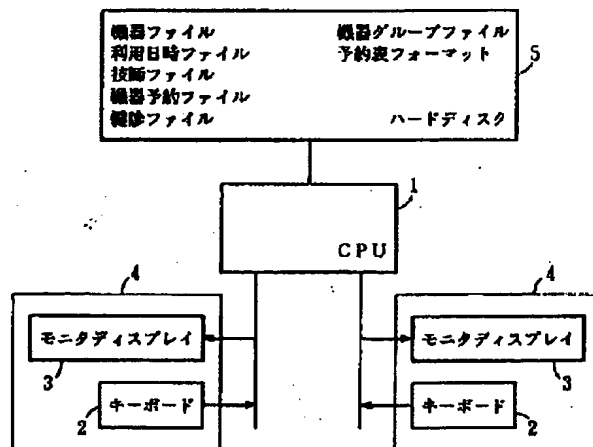 機器ファイル
機器グループファイル
利用日時ファイル
予約表フォーマット
5
技師ファイル
機器予約ファイル
健診ファイル
ハードディスク
1
CPU
4
4
モニタディスプレイ
モニタディスプレイ
3
3
キーボード
キーボード
2
2